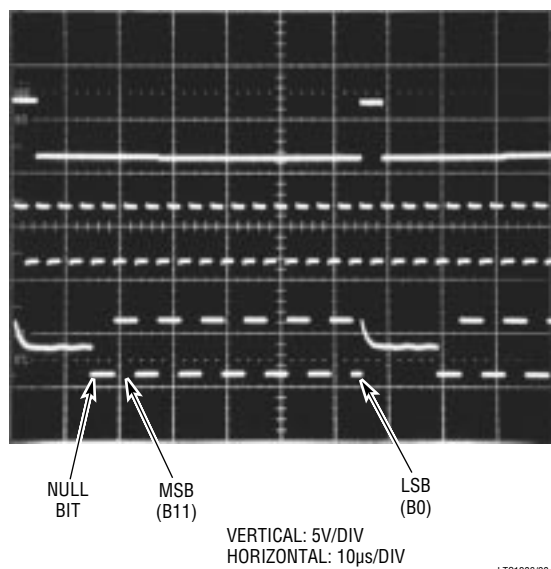 NULL
BIT
MSB
(B11)
LSB
(B0)
VERTICAL: 5V/DIV
HORIZONTAL: 10µs/DIV